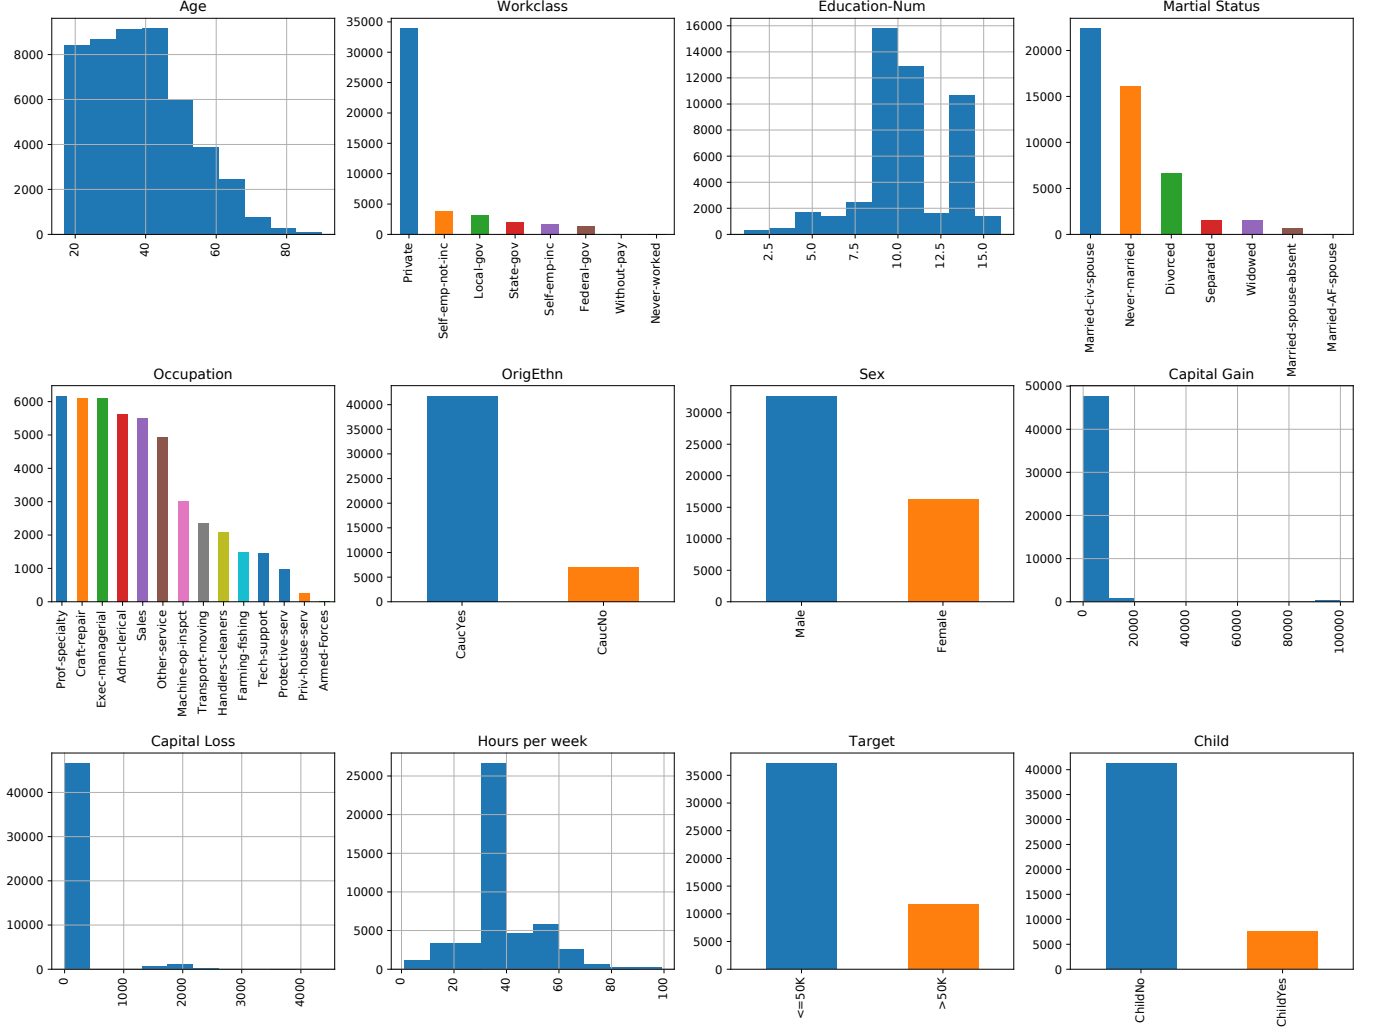 Age
8000
6000
4000
2000
0
20
40
60
80
Workclass
35000
30000
25000
20000
15000
10000
5000
0
Private
Self-emp-not-inc
Local-gov
State-gov
Self-emp-inc
Federal-gov
Without-pay
Never-worked
Education-Num
16000
14000
12000
10000
8000
6000
4000
2000
0
2.5
5.0
7.5
10.0
12.5
15.0
Martial Status
20000
15000
10000
5000
0
Married-civ-spouse
Never-married
Divorced
Separated
Widowed
Married-spouse-absent
Married-AF-spouse
Occupation
6000
5000
4000
3000
2000
1000
0
Prof-specialty
Craft-repair
Exec-managerial
Adm-clerical
Sales
Other-service
Machine-op-inspct
Transport-moving
Handlers-cleaners
Farming-fishing
Tech-support
Protective-serv
Priv-house-serv
Armed-Forces
OrigEthn
40000
35000
30000
25000
20000
15000
10000
5000
0
CaucYes
CaucNo
Sex
30000
25000
20000
15000
10000
5000
0
Male
Female
Capital Gain
50000
40000
30000
20000
10000
0
0
20000
40000
60000
80000
100000
Capital Loss
40000
30000
20000
10000
0
0
1000
2000
3000
4000
Hours per week
25000
20000
15000
10000
5000
0
0
20
40
60
80
100
Target
35000
30000
25000
20000
15000
10000
5000
0
<=50K
>50K
Child
40000
35000
30000
25000
20000
15000
10000
5000
0
ChildNo
ChildYes